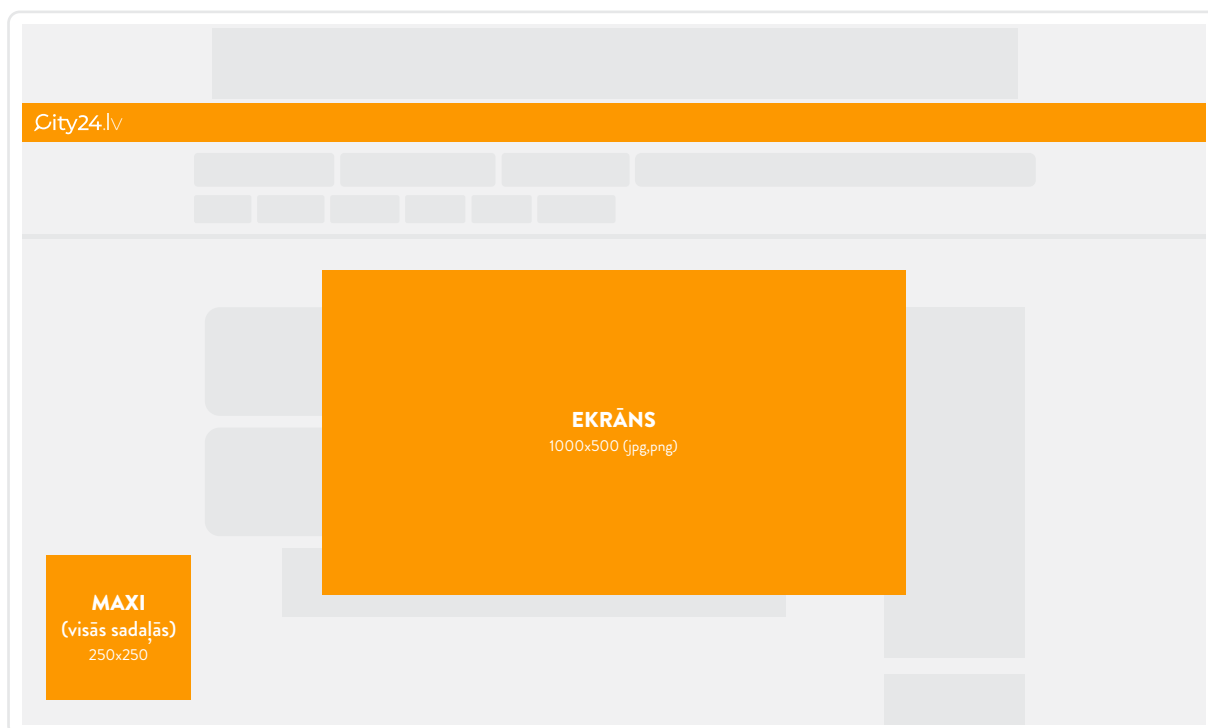 City24.lv
EKRĀNS
1000x500 (jpg,png)
MAXI
(visās sadaļās)
250x250